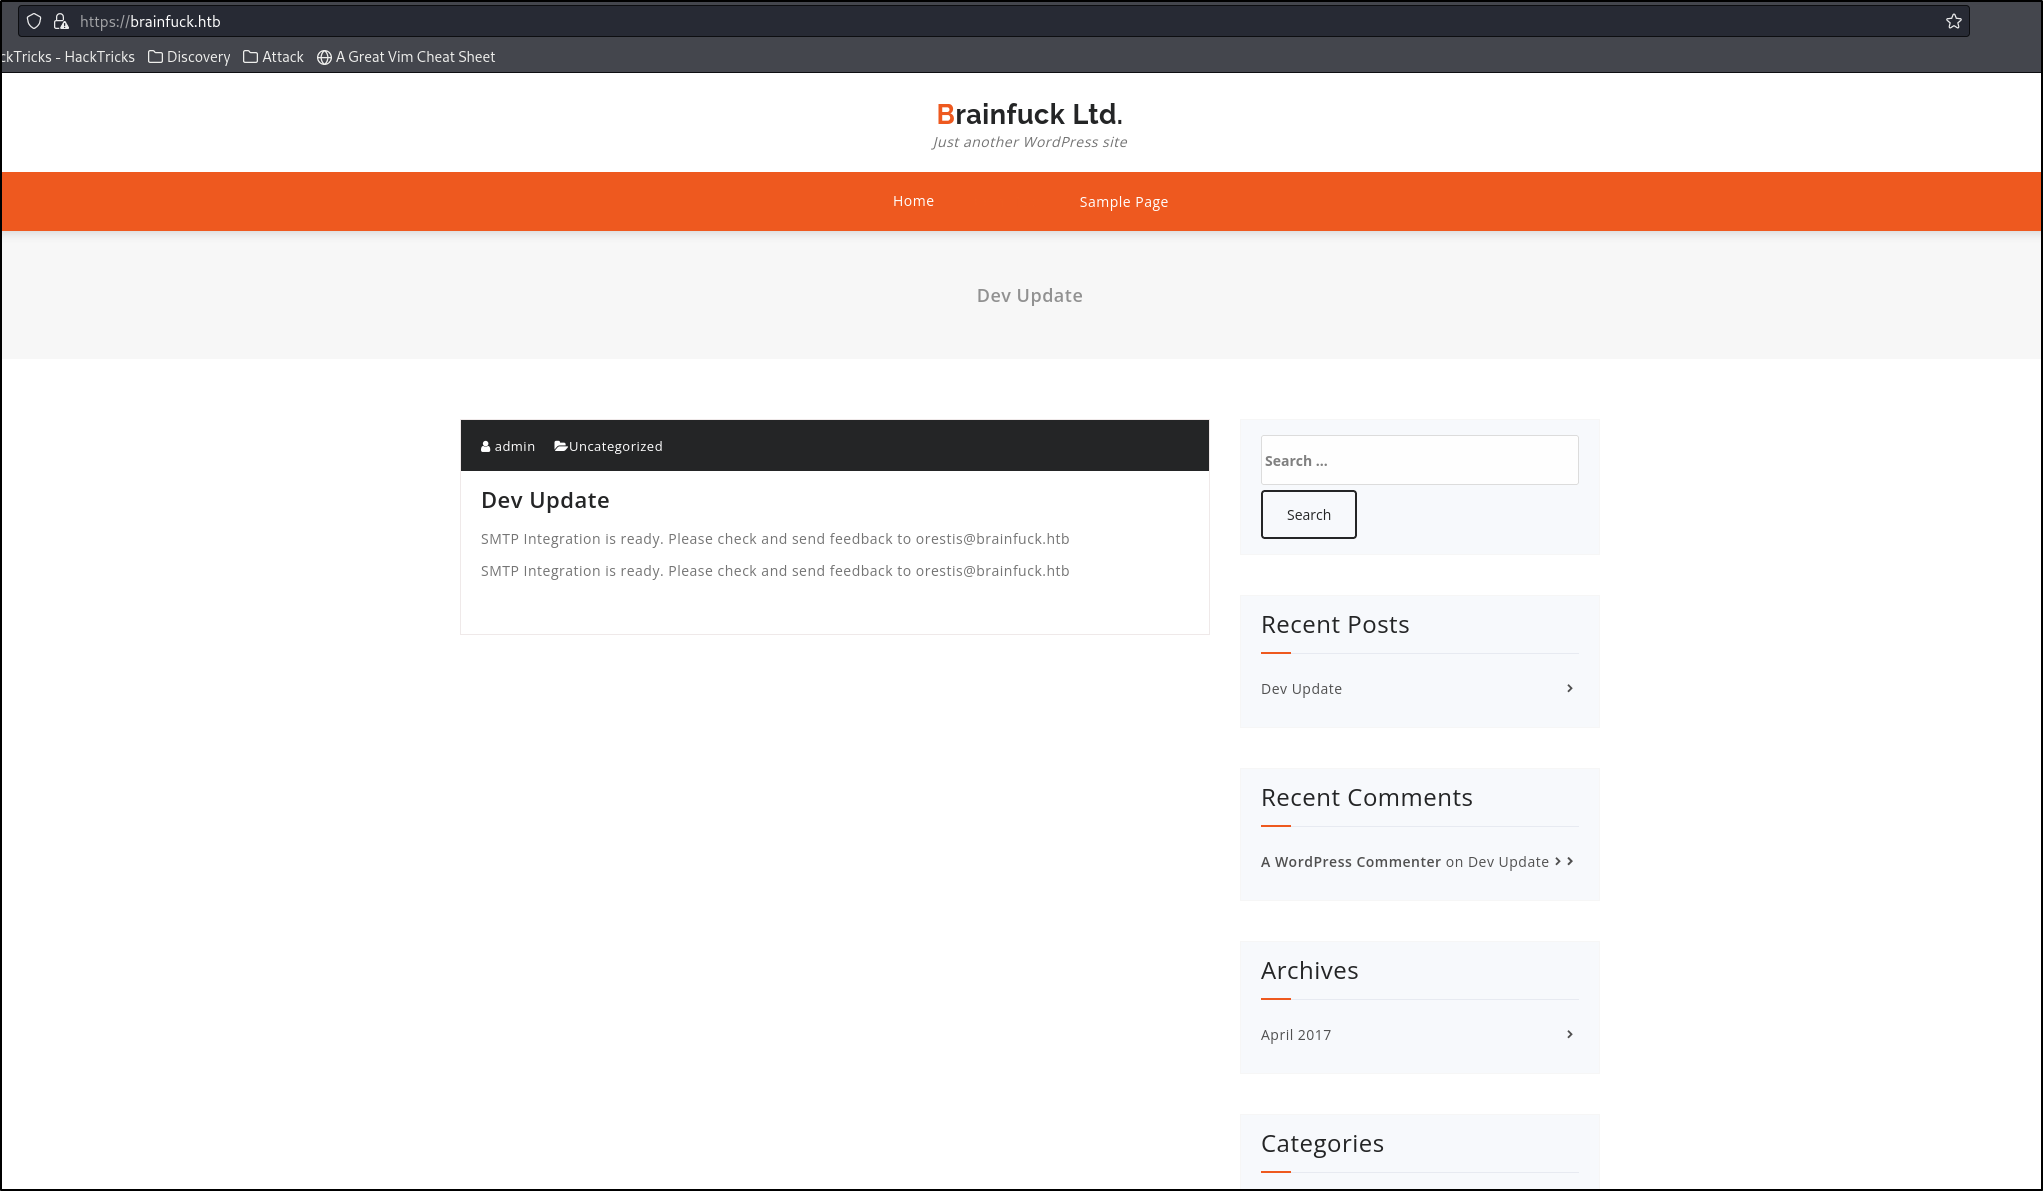 https://brainfuck.htb
ckTricks - HackTricks Discovery Attack A Great Vim Cheat Sheet
Brainfuck Ltd.
Just another WordPress site
Home Sample Page
Dev Update
admin Uncategorized
Dev Update
SMTP Integration is ready. Please check and send feedback to orestis@brainfuck.htb
SMTP Integration is ready. Please check and send feedback to orestis@brainfuck.htb
Search ...
Search
Recent Posts
Dev Update
Recent Comments
A WordPress Commenter on Dev Update
Archives
April 2017
Categories